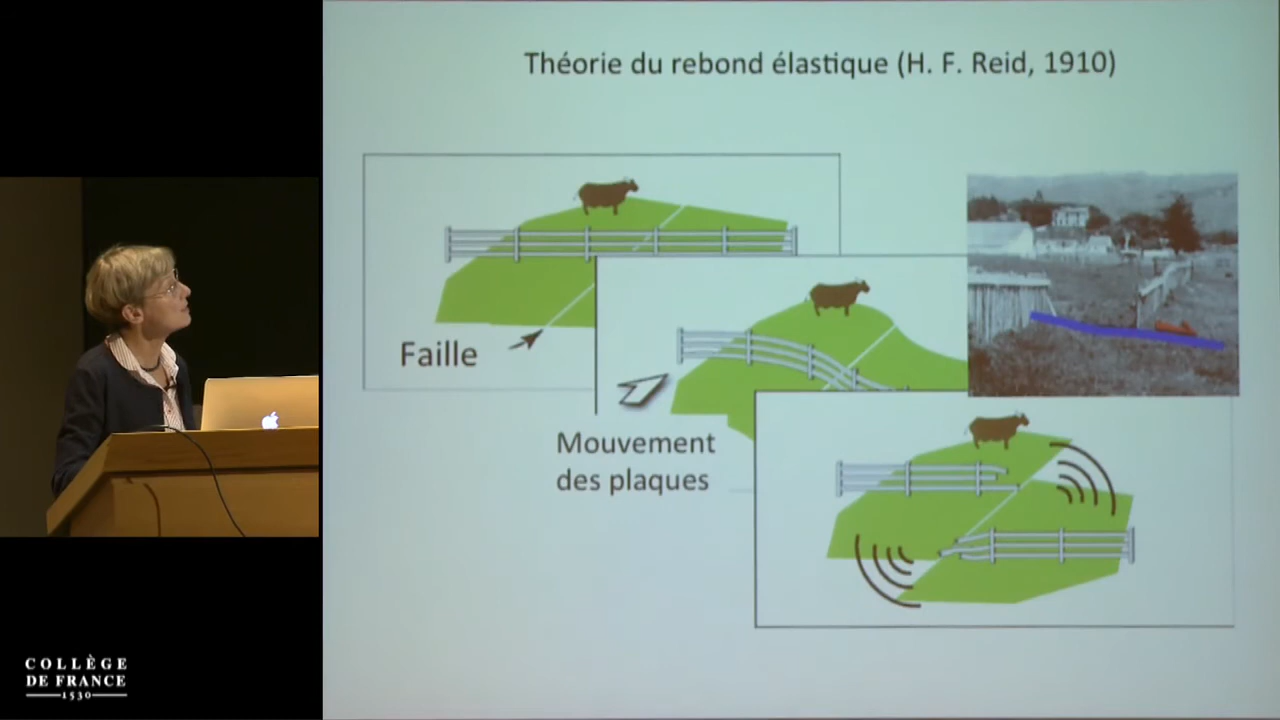 Théorie du rebond élastique (H. F. Reid, 1910)
Faille
Mouvement
des plaques
COLLÈGE
DE FRANCE
1530